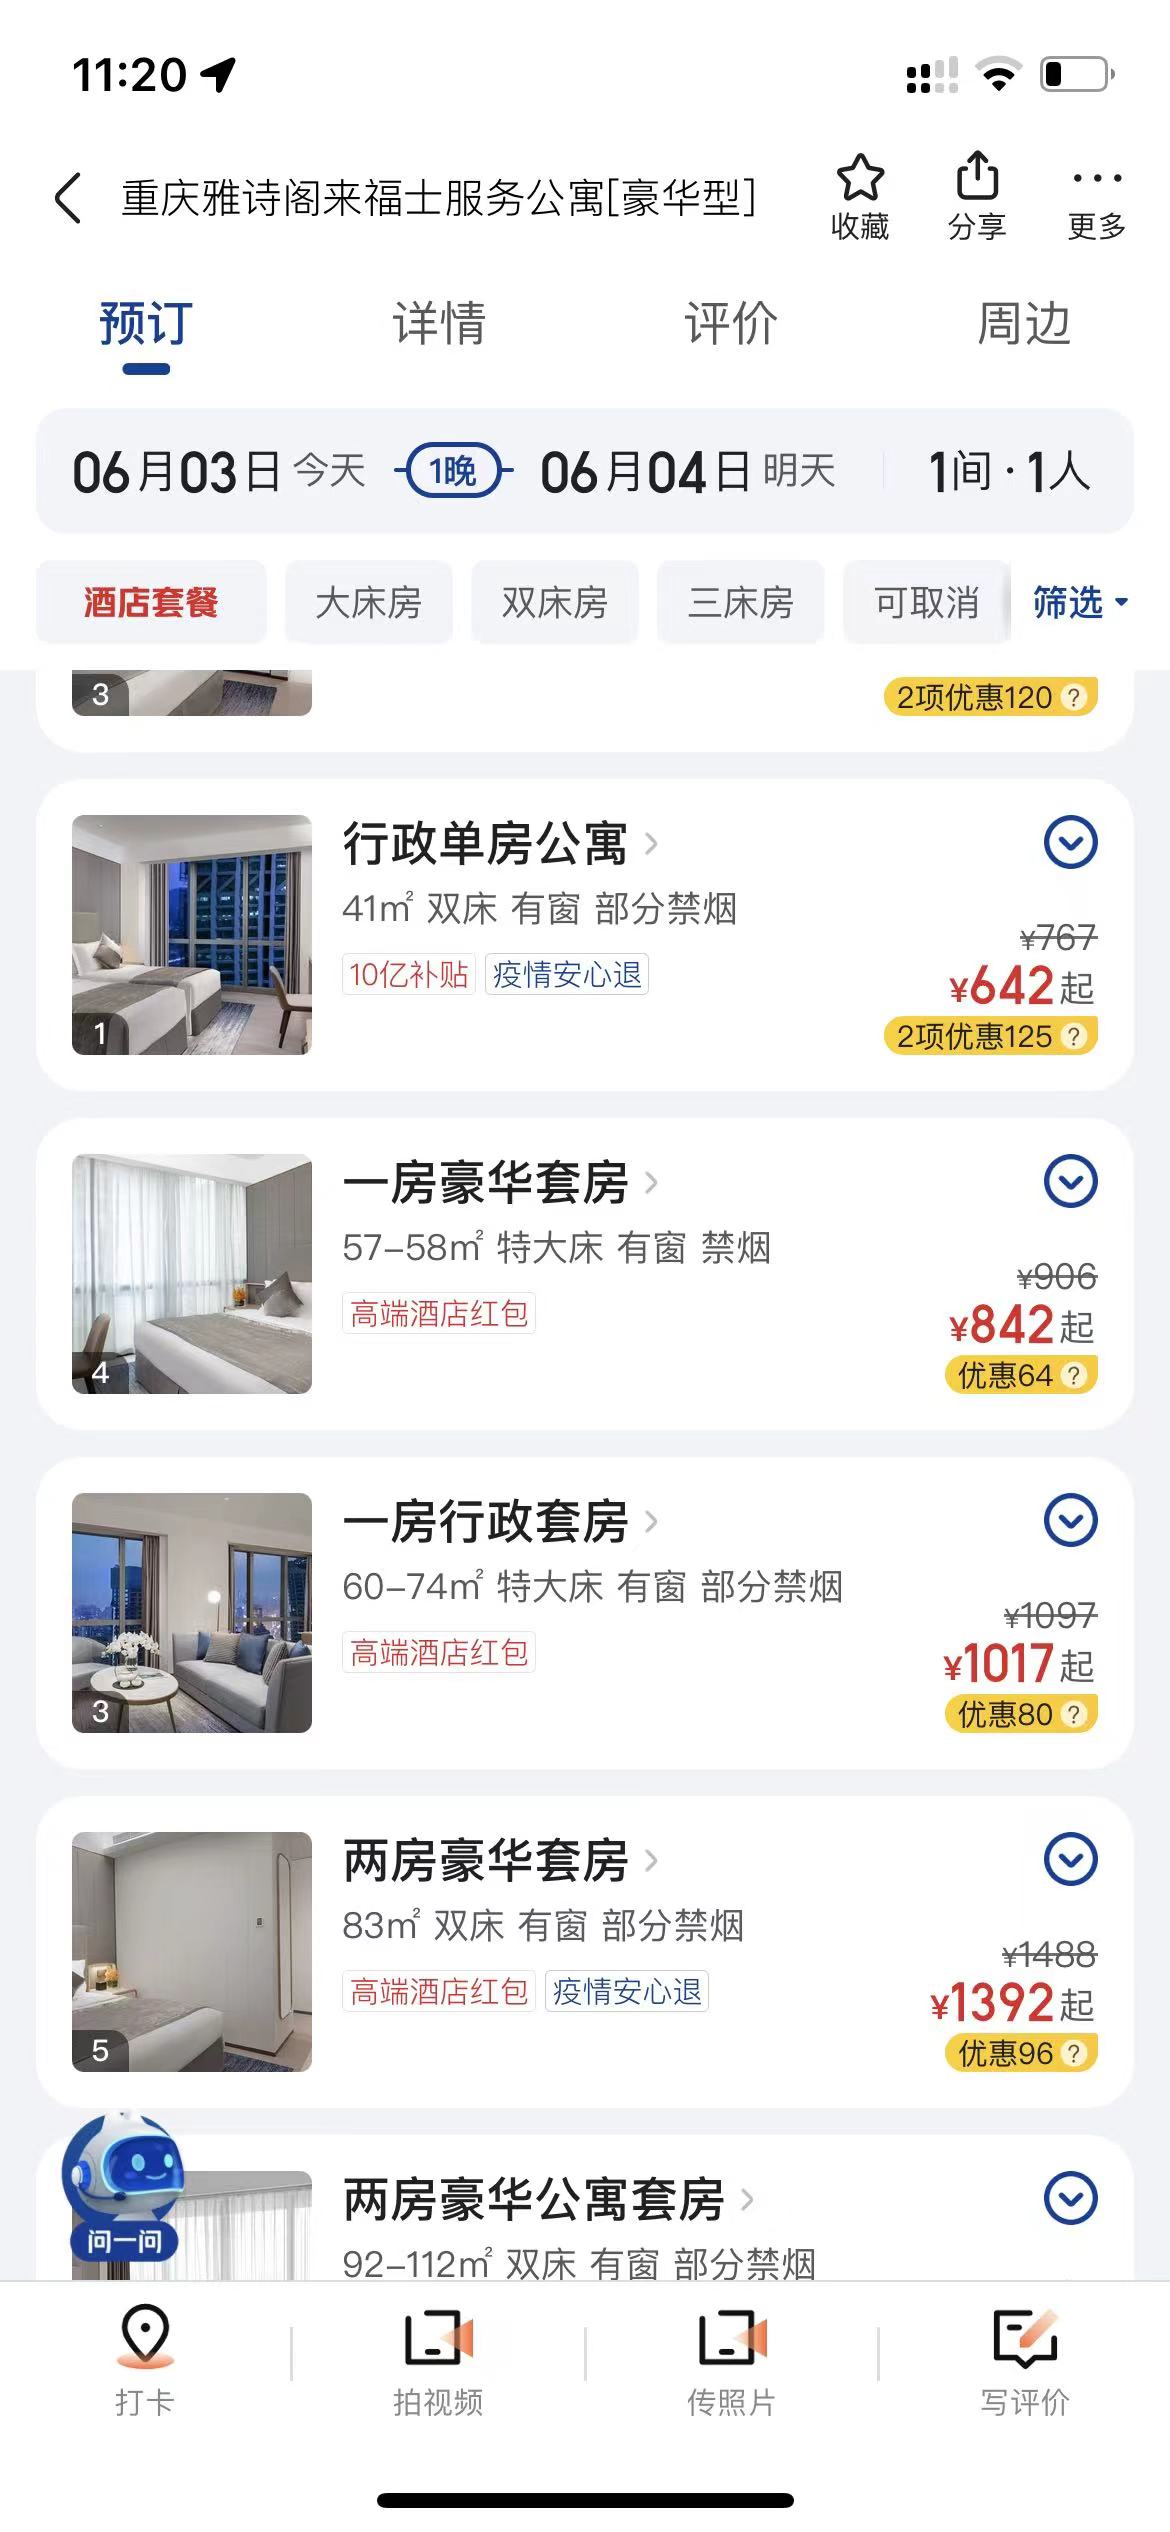 11:20
重庆雅诗阁来福士服务公寓[豪华型]
收藏
分享
更多
预订
详情
评价
周边
06月03日 今天 1晚 06月04日 明天 1间·1人
酒店套餐
大床房
双床房
三床房
可取消
筛选
3
2项优惠120 ?
行政单房公寓
41㎡ 双床 有窗 部分禁烟
10亿补贴 疫情安心退
¥767
¥642起
2项优惠125 ?
1
一房豪华套房
57-58㎡ 特大床 有窗 禁烟
高端酒店红包
¥906
¥842起
优惠64 ?
4
一房行政套房
60-74㎡ 特大床 有窗 部分禁烟
高端酒店红包
¥1097
¥1017起
优惠80 ?
3
两房豪华套房
83㎡ 双床 有窗 部分禁烟
高端酒店红包 疫情安心退
¥1488
¥1392起
优惠96 ?
5
两房豪华公寓套房
92-112㎡ 双床 有窗 部分禁烟
问一问
打卡
拍视频
传照片
写评价